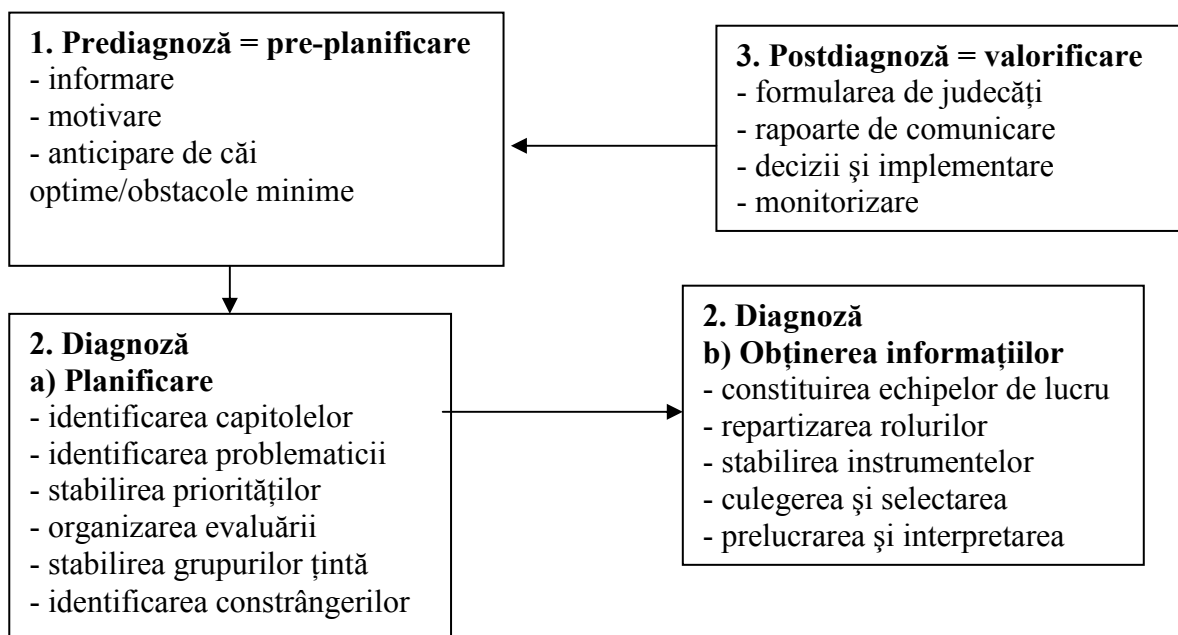 1. Prediagnoză = pre-planificare
- informare
- motivare
- anticipare de căi
optime/obstacole minime
3. Postdiagnoză = valorificare
- formularea de judecăți
- rapoarte de comunicare
- decizii şi implementare
- monitorizare
2. Diagnoză
a) Planificare
- identificarea capitolelor
- identificarea problematicii
- stabilirea priorităților
- organizarea evaluării
- stabilirea grupurilor țintă
- identificarea constrângerilor
2. Diagnoză
b) Obținerea informațiilor
- constituirea echipelor de lucru
- repartizarea rolurilor
- stabilirea instrumentelor
- culegerea şi selectarea
- prelucrarea şi interpretarea